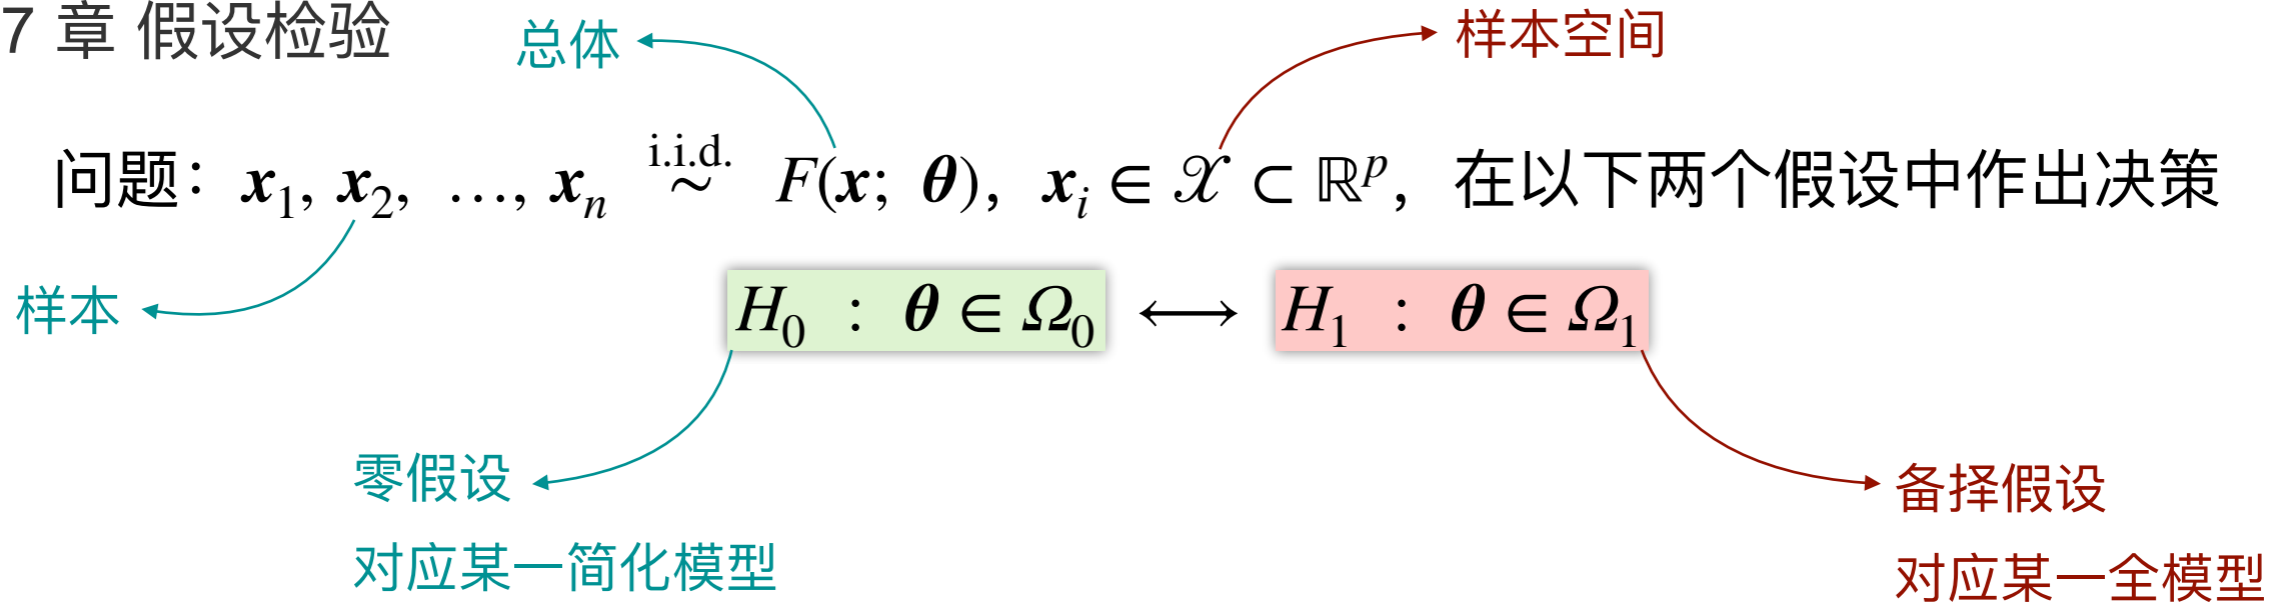 7 章 假设检验
总体
样本空间
问题：x₁, x₂, …, xₙ i.i.d. ~ F(x; θ)，xᵢ ∈ 𝒳 ⊂ ℝᵖ，在以下两个假设中作出决策
样本
H₀ : θ ∈ Ω₀ ⟷ H₁ : θ ∈ Ω₁
零假设
备择假设
对应某一简化模型
对应某一全模型